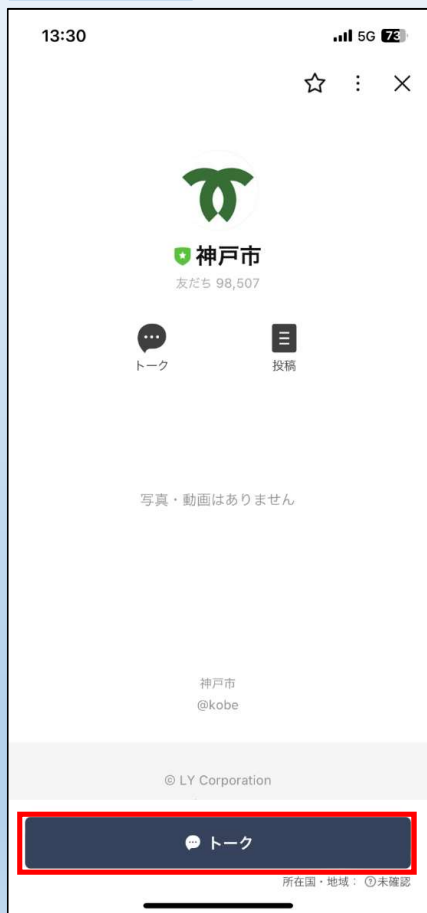 13:30
5G 73
神戸市
友だち 98,507
トーク
投稿
写真・動画はありません
神戸市
@kobe
© LY Corporation
トーク
所在国・地域： ?未確認